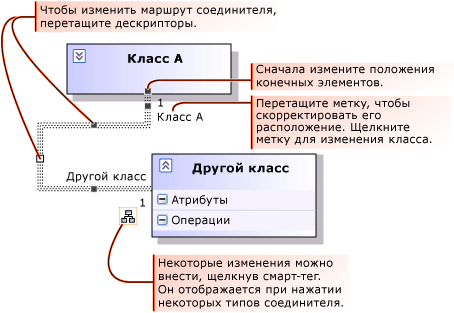 Чтобы изменить маршрут соединителя,
перетащите дескрипторы.
Класс A
Сначала измените положения
конечных элементов.
1
Класс A
Перетащите метку, чтобы
скорректировать его
расположение. Щелкните
метку для изменения класса.
Другой класс
Другой класс
1
Атрибуты
Операции
Некоторые изменения можно
внести, щелкнув смарт-тег.
Он отображается при нажатии
некоторых типов соединителя.